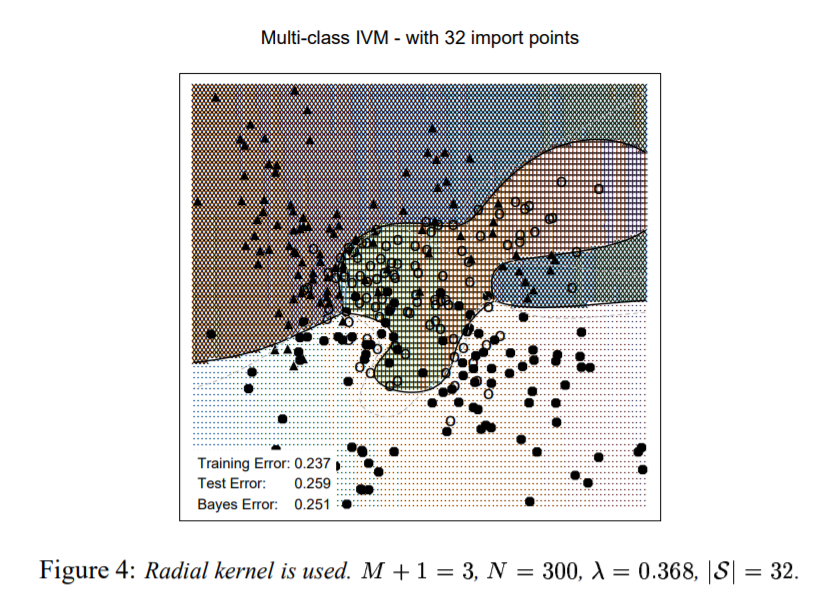 Multi-class IVM - with 32 import points
Training Error: 0.237
Test Error: 0.259
Bayes Error: 0.251
Figure 4: Radial kernel is used. M + 1 = 3, N = 300, λ = 0.368, |S| = 32.